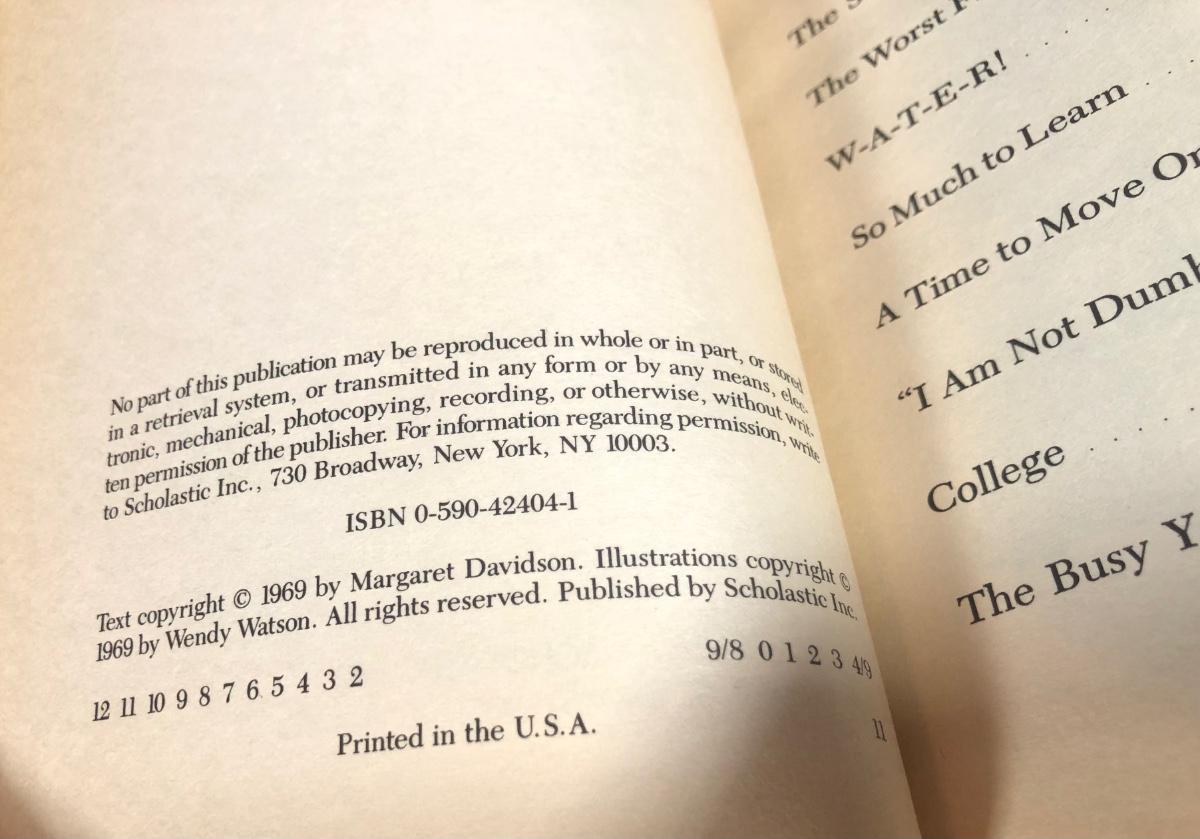 No part of this publication may be reproduced in whole or in part, or stored
in a retrieval system, or transmitted in any form or by any means, elec-
tronic, mechanical, photocopying, recording, or otherwise, without writ-
ten permission of the publisher. For information regarding permission, write
to Scholastic Inc., 730 Broadway, New York, NY 10003.
ISBN 0-590-42404-1
Text copyright © 1969 by Margaret Davidson. Illustrations copyright ©
1969 by Wendy Watson. All rights reserved. Published by Scholastic Inc.
12 11 10 9 8 7 6 5 4 3 2 9/8 0 1 2 3 4/9
Printed in the U.S.A. 11
The
The Worst
W-A-T-E-R! . . . .
So Much to Learn . . .
A Time to Move
"I Am Not
College . . . .
The Busy